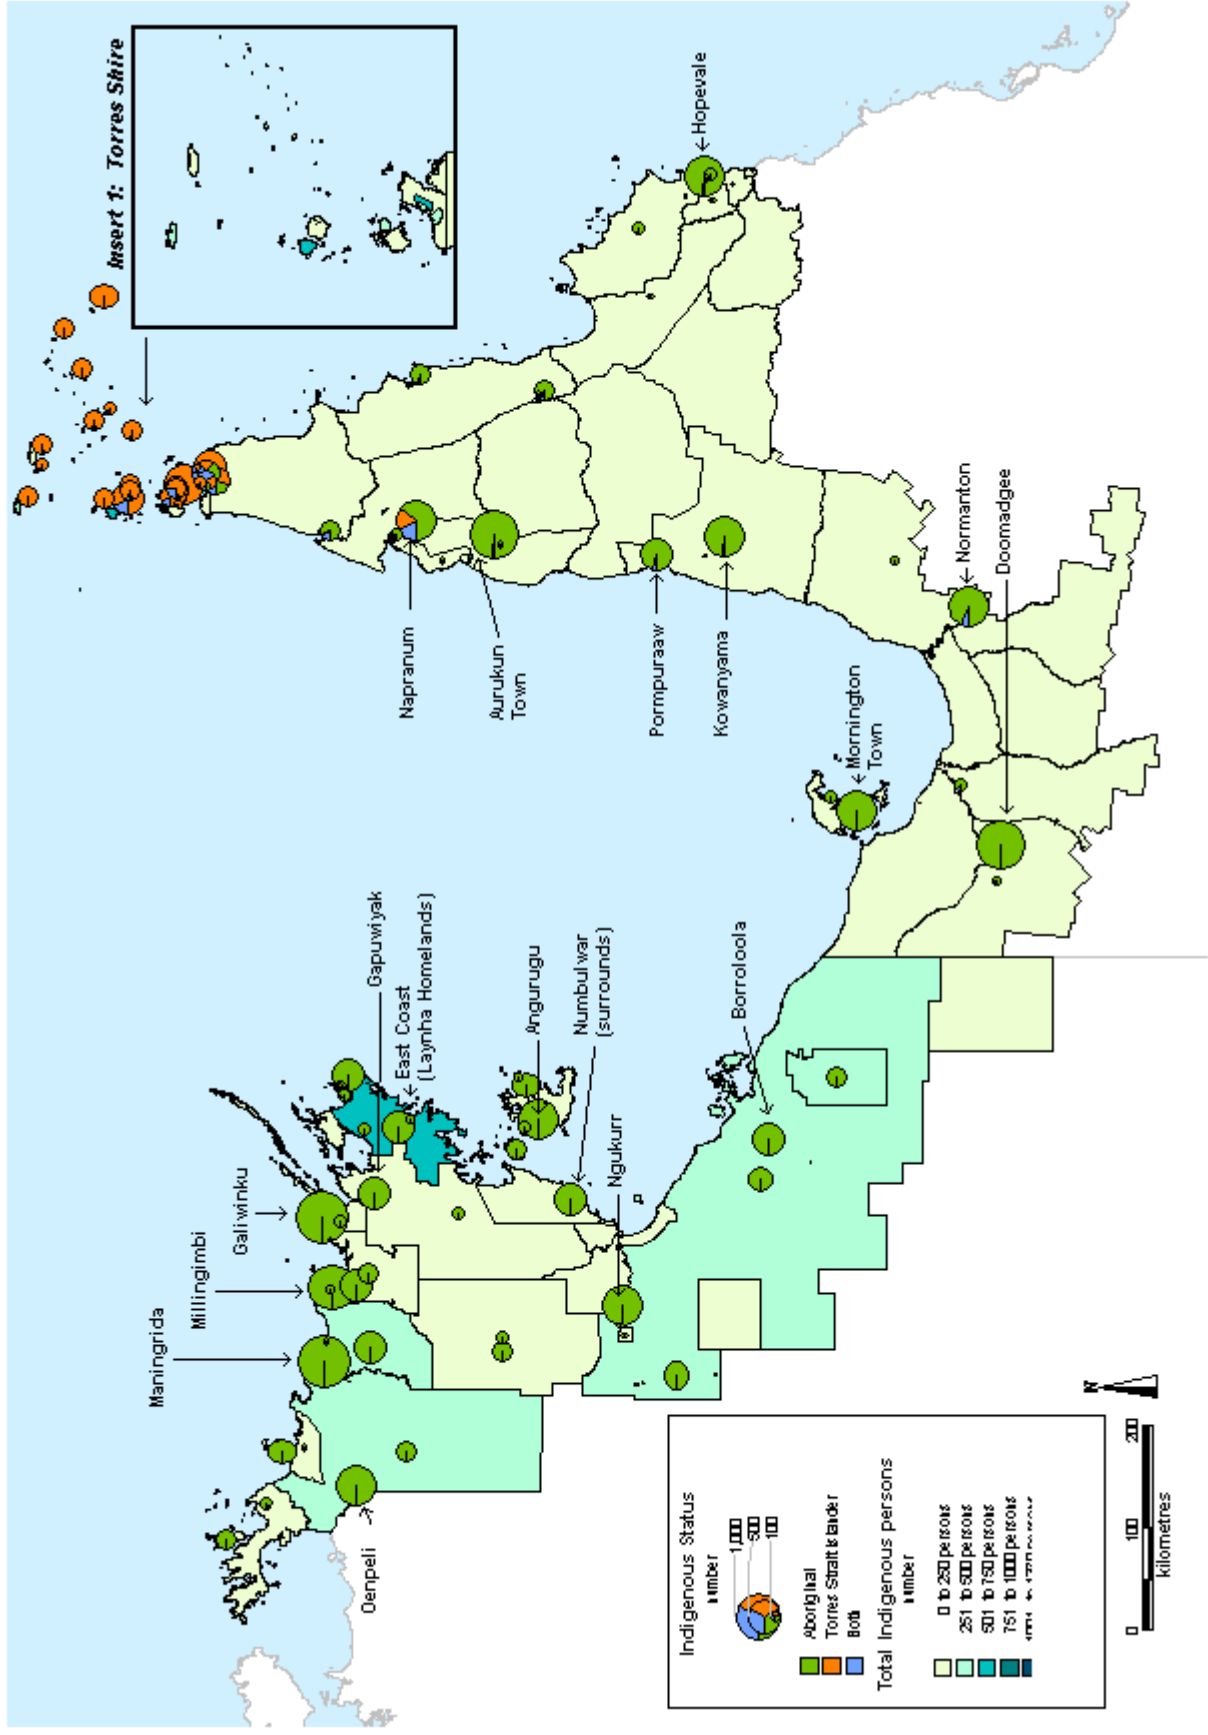 Insert 1: Torres Shire
Hopevale
Napranum
Aurukun
Town
Pormpuraaw
Kowanyama
Normanton
Doomadgee
Mornington
Town
Maningrida
Millingimbi
Galiwinku
Gapuwiyak
East Coast
(Laynha Homelands)
Angurugu
Numbulwar
(surrounds)
Ngukurr
Borroloola
Oenpeli
Indigenous Status
number
1,000
500
100
Aboriginal
Torres Strait Islander
Both
Total Indigenous persons
number
0 to 250 persons
251 to 500 persons
501 to 750 persons
751 to 1000 persons
N
0 100 200
kilometres